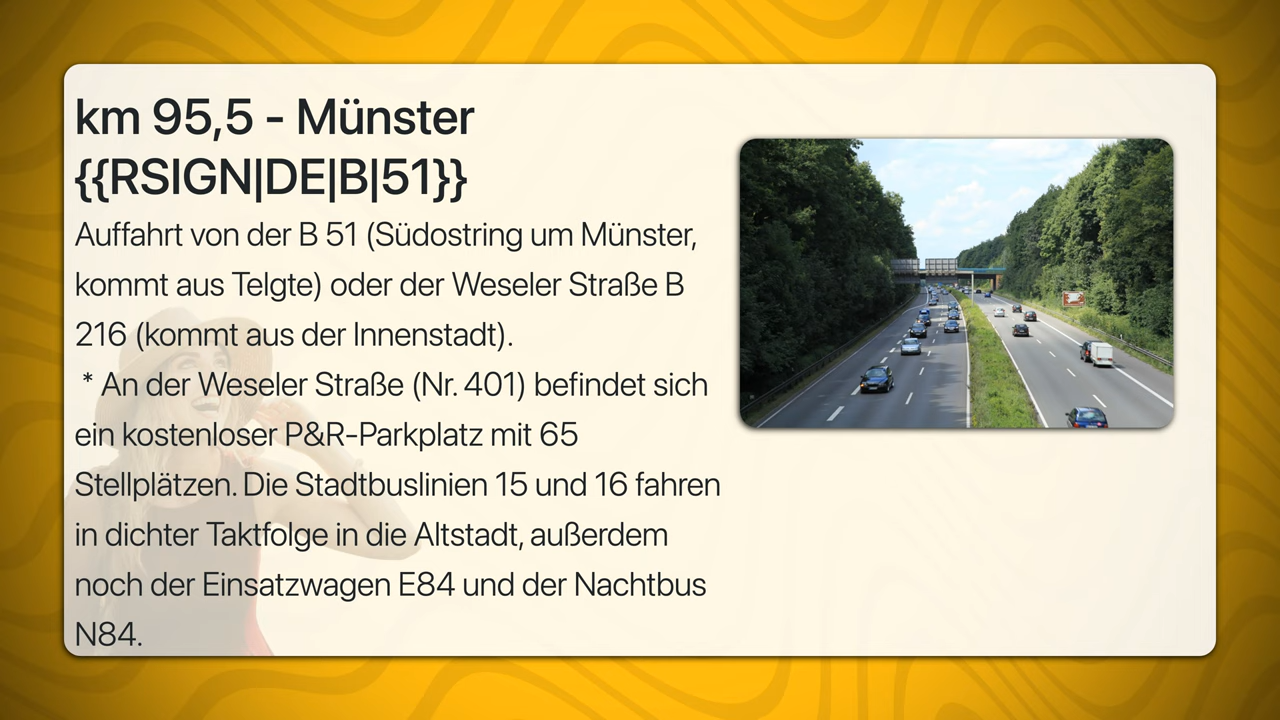 km 95,5 - Münster
{{RSIGN|DE|B|51}}
Auffahrt von der B 51 (Südostring um Münster,
kommt aus Telgte) oder der Weseler Straße B
216 (kommt aus der Innenstadt).
* An der Weseler Straße (Nr. 401) befindet sich
ein kostenloser P&R-Parkplatz mit 65
Stellplätzen. Die Stadtbuslinien 15 und 16 fahren
in dichter Taktfolge in die Altstadt, außerdem
noch der Einsatzwagen E84 und der Nachtbus
N84.